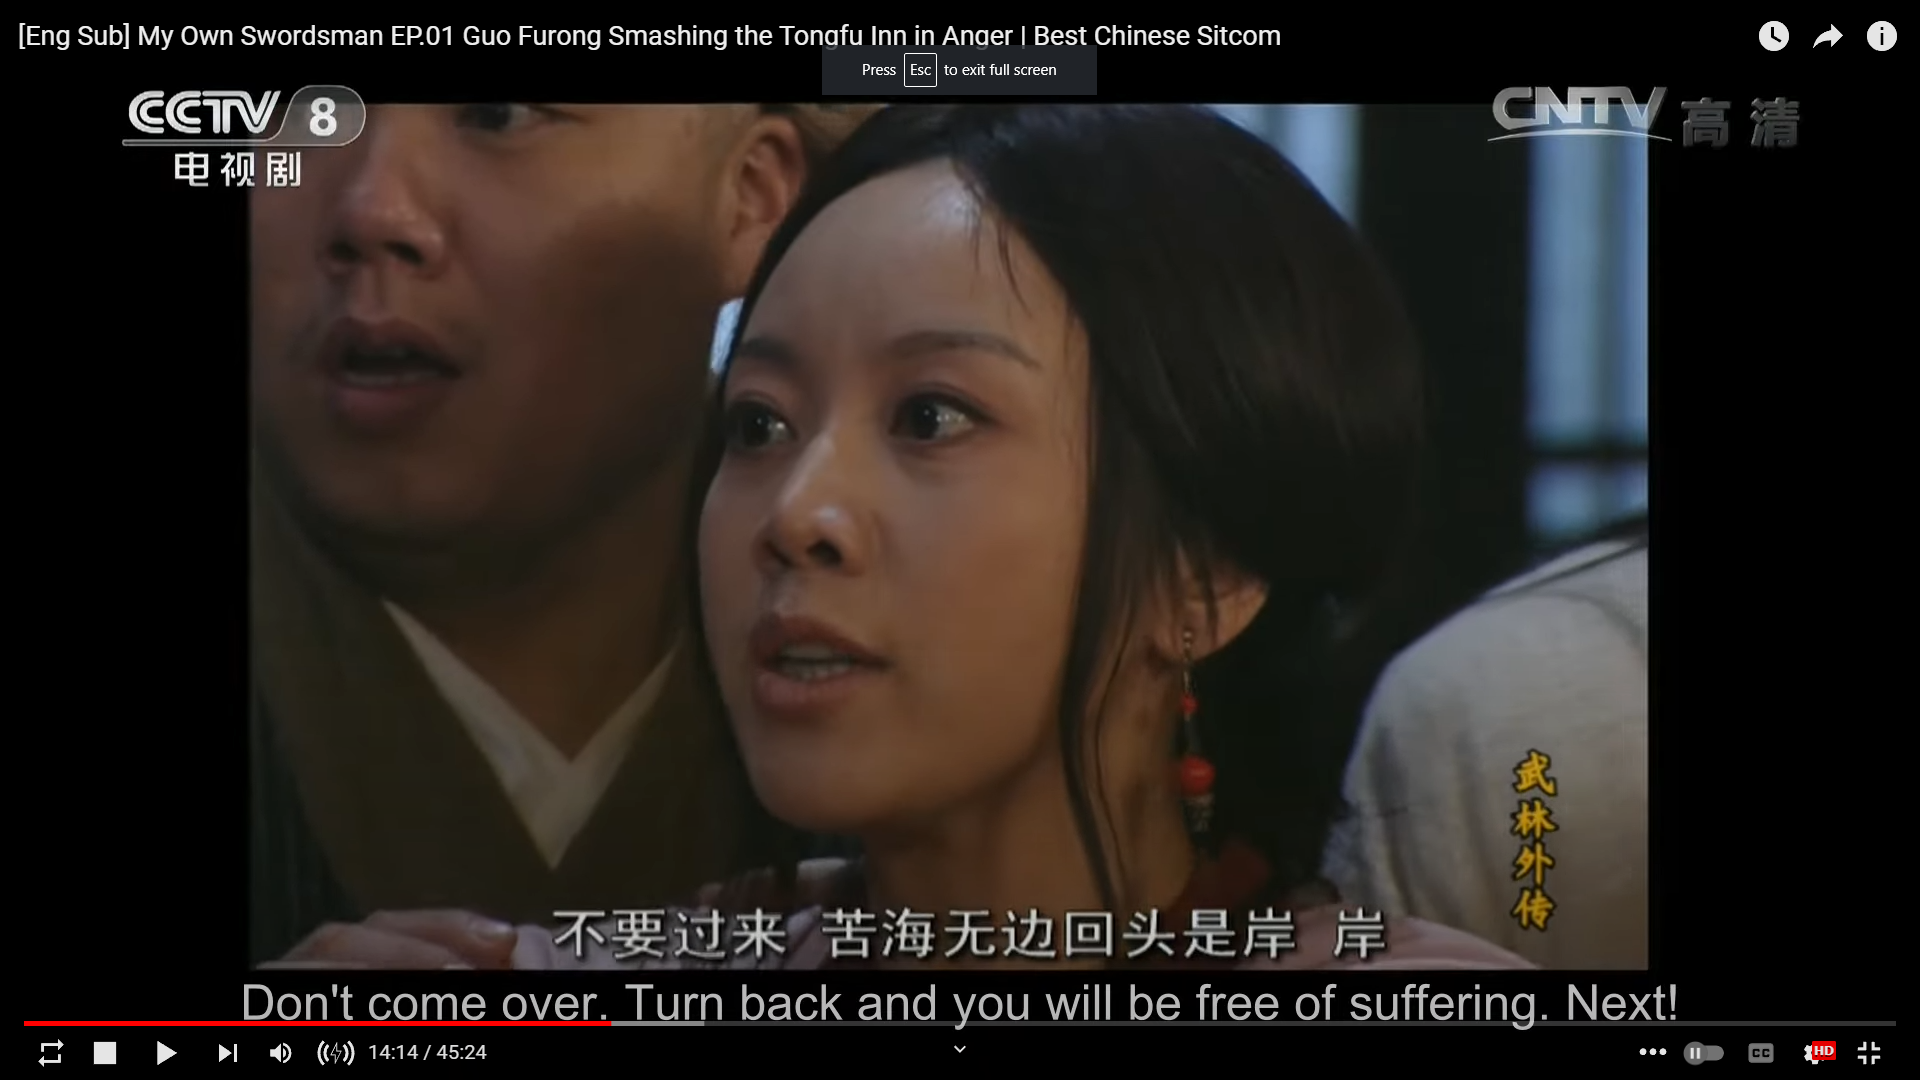 [Eng Sub] My Own Swordsman EP.01 Guo Furong Smashing the Tongfu Inn in Anger | Best Chinese Sitcom
Press Esc to exit full screen
CCTV 8
电视剧
CNTV 高清
武林外传
不要过来 苦海无边回头是岸 岸
Don't come over. Turn back and you will be free of suffering. Next!
14:14 / 45:24
CC
HD